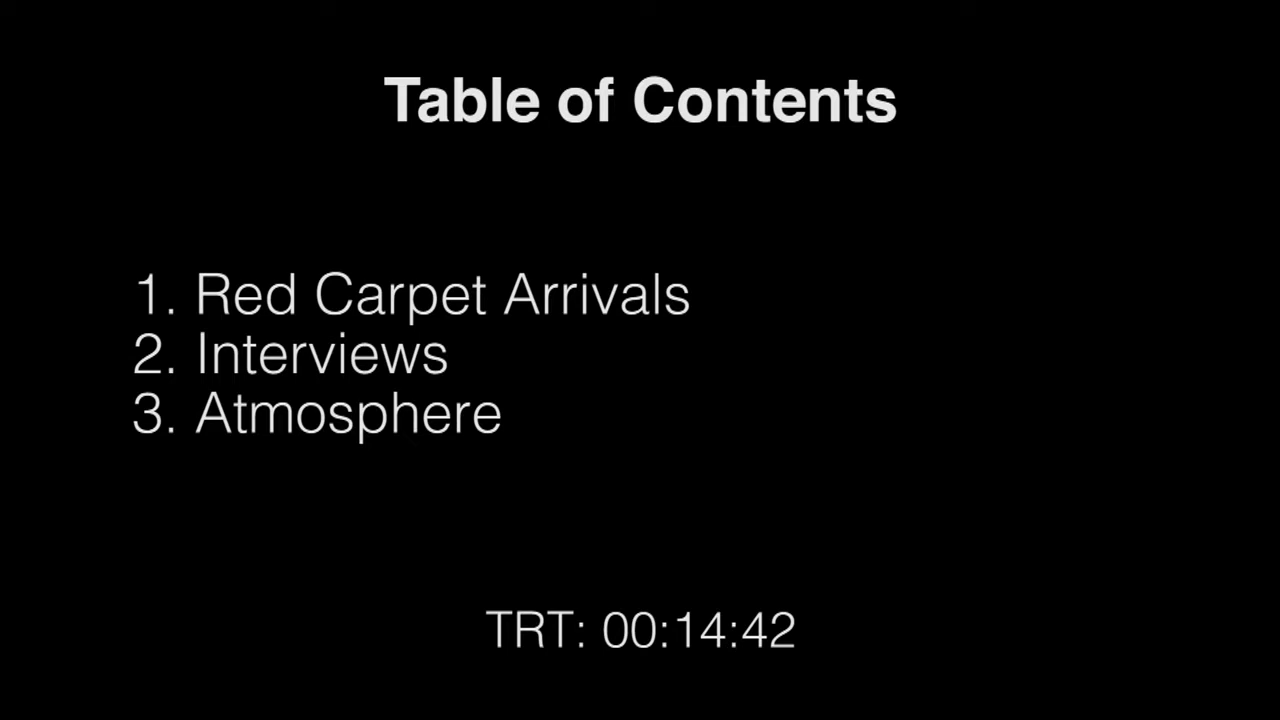 Table of Contents
1. Red Carpet Arrivals
2. Interviews
3. Atmosphere
TRT: 00:14:42